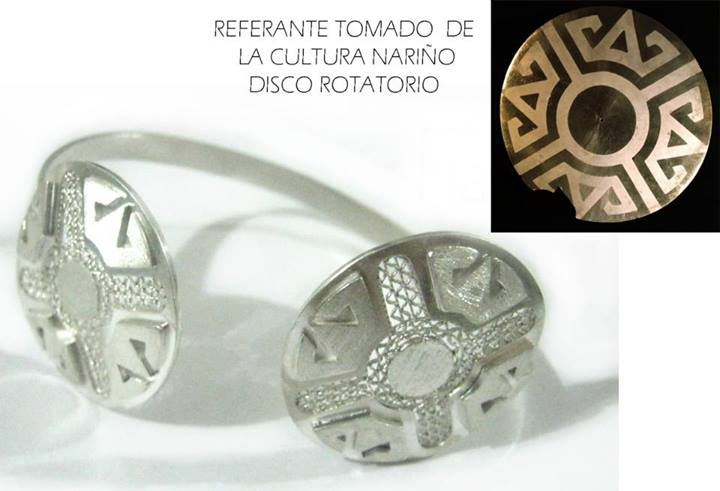 REFERANTE TOMADO DE
LA CULTURA NARIÑO
DISCO ROTATORIO